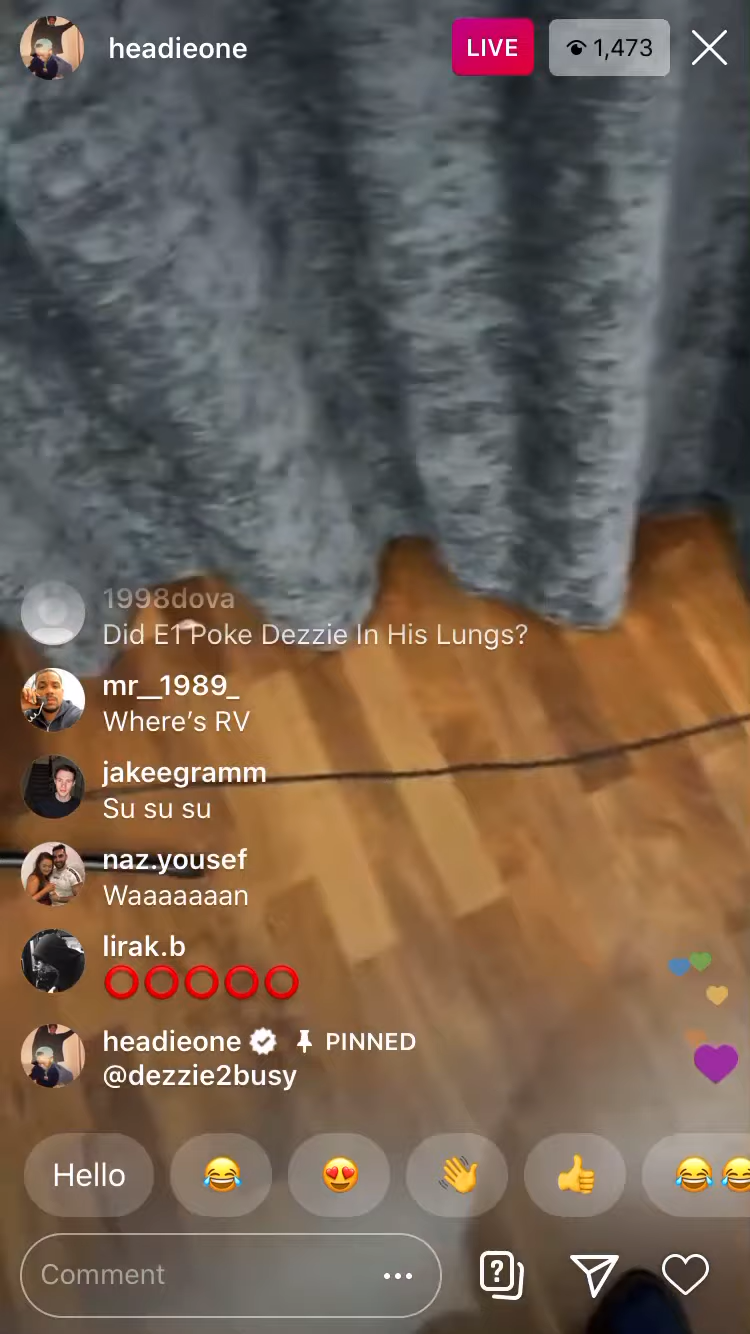 headieone
LIVE
1,473
1998dova
Did E1 Poke Dezzie In His Lungs?
mr__1989_
Where’s RV
jakeegramm
Su su su
naz.yousef
Waaaaaaan
lirak.b
⭕⭕⭕⭕⭕
headieone PINNED
@dezzie2busy
Hello 😂 😍 👋 👍 😂😂
Comment